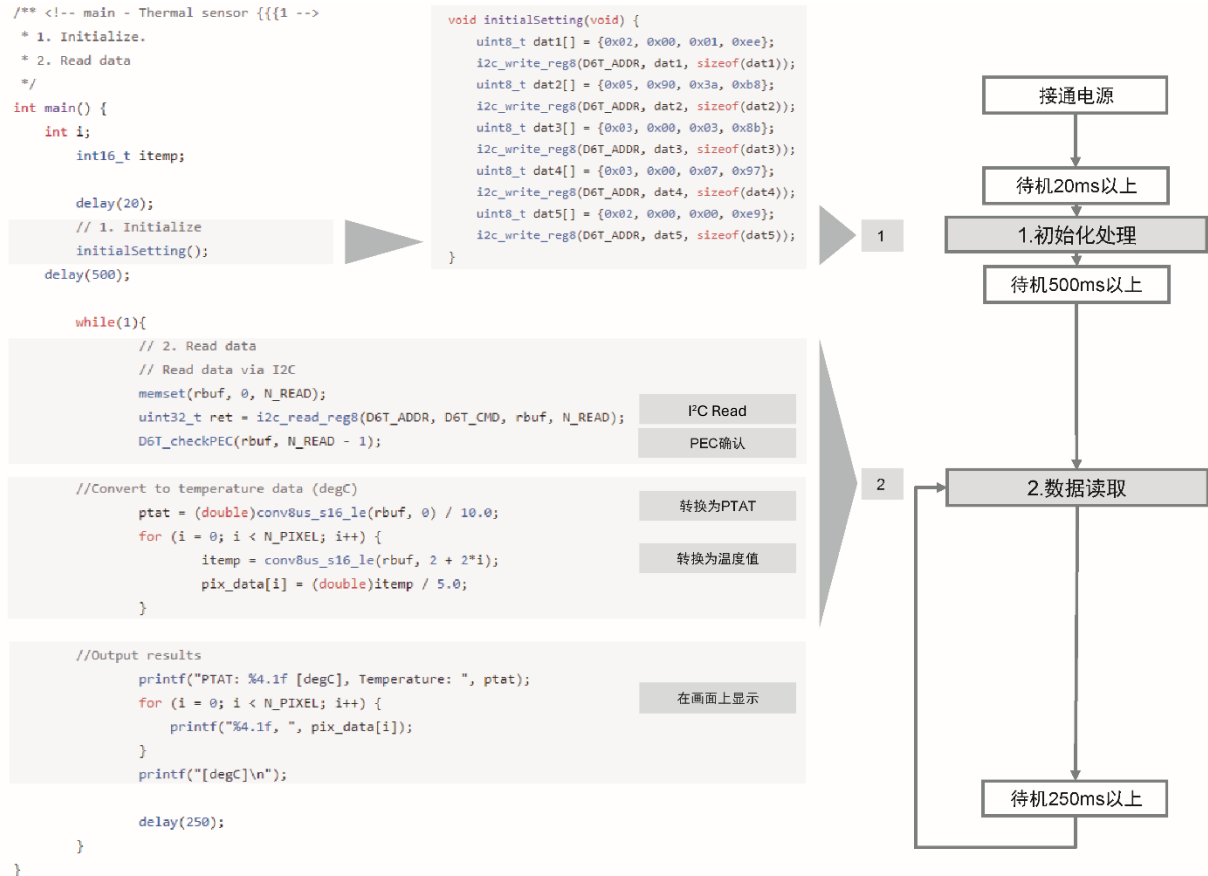 /** <!-- main - Thermal sensor {{{1 -->
 * 1. Initialize.
 * 2. Read data
 */
int main() {
    int i;
        int16_t itemp;

        delay(20);
        // 1. Initialize
        initialSetting();
    delay(500);

        while(1){
                // 2. Read data
                // Read data via I2C
                memset(rbuf, 0, N_READ);
                uint32_t ret = i2c_read_reg8(D6T_ADDR, D6T_CMD, rbuf, N_READ);
                D6T_checkPEC(rbuf, N_READ - 1);

        //Convert to temperature data (degC)
                ptat = (double)conv8us_s16_le(rbuf, 0) / 10.0;
                for (i = 0; i < N_PIXEL; i++) {
                        itemp = conv8us_s16_le(rbuf, 2 + 2*i);
                        pix_data[i] = (double)itemp / 5.0;
                }

        //Output results
                printf("PTAT: %4.1f [degC], Temperature: ", ptat);
                for (i = 0; i < N_PIXEL; i++) {
                    printf("%4.1f, ", pix_data[i]);
                }
                printf("[degC]\n");

                delay(250);
        }
}
void initialSetting(void) {
    uint8_t dat1[] = {0x02, 0x00, 0x01, 0xee};
    i2c_write_reg8(D6T_ADDR, dat1, sizeof(dat1));
    uint8_t dat2[] = {0x05, 0x90, 0x3a, 0xb8};
    i2c_write_reg8(D6T_ADDR, dat2, sizeof(dat2));
    uint8_t dat3[] = {0x03, 0x00, 0x03, 0x8b};
    i2c_write_reg8(D6T_ADDR, dat3, sizeof(dat3));
    uint8_t dat4[] = {0x03, 0x00, 0x07, 0x97};
    i2c_write_reg8(D6T_ADDR, dat4, sizeof(dat4));
    uint8_t dat5[] = {0x02, 0x00, 0x00, 0xe9};
    i2c_write_reg8(D6T_ADDR, dat5, sizeof(dat5));
}
I²C Read
PEC确认
转换为PTAT
转换为温度值
在画面上显示
1
2
接通电源
待机20ms以上
1.初始化处理
待机500ms以上
2.数据读取
待机250ms以上